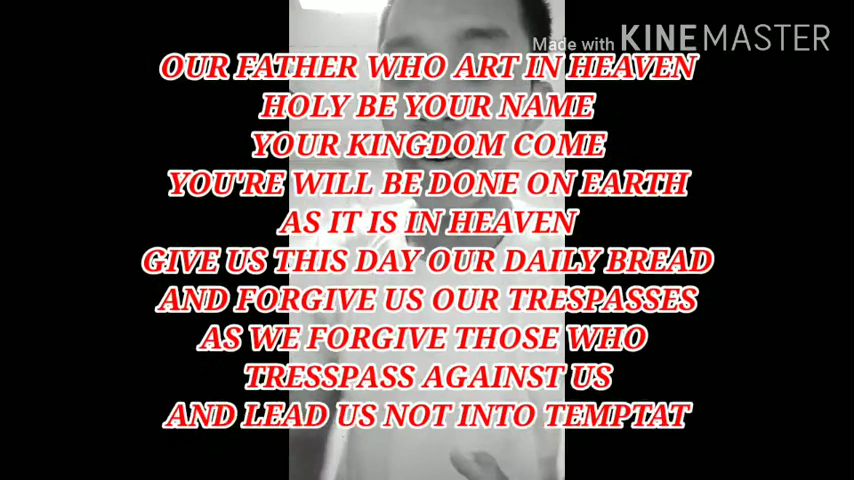 Made with KINEMASTER
OUR FATHER WHO ART IN HEAVEN
HOLY BE YOUR NAME
YOUR KINGDOM COME
YOU'RE WILL BE DONE ON EARTH
AS IT IS IN HEAVEN
GIVE US THIS DAY OUR DAILY BREAD
AND FORGIVE US OUR TRESPASSES
AS WE FORGIVE THOSE WHO
TRESSPASS AGAINST US
AND LEAD US NOT INTO TEMPTAT